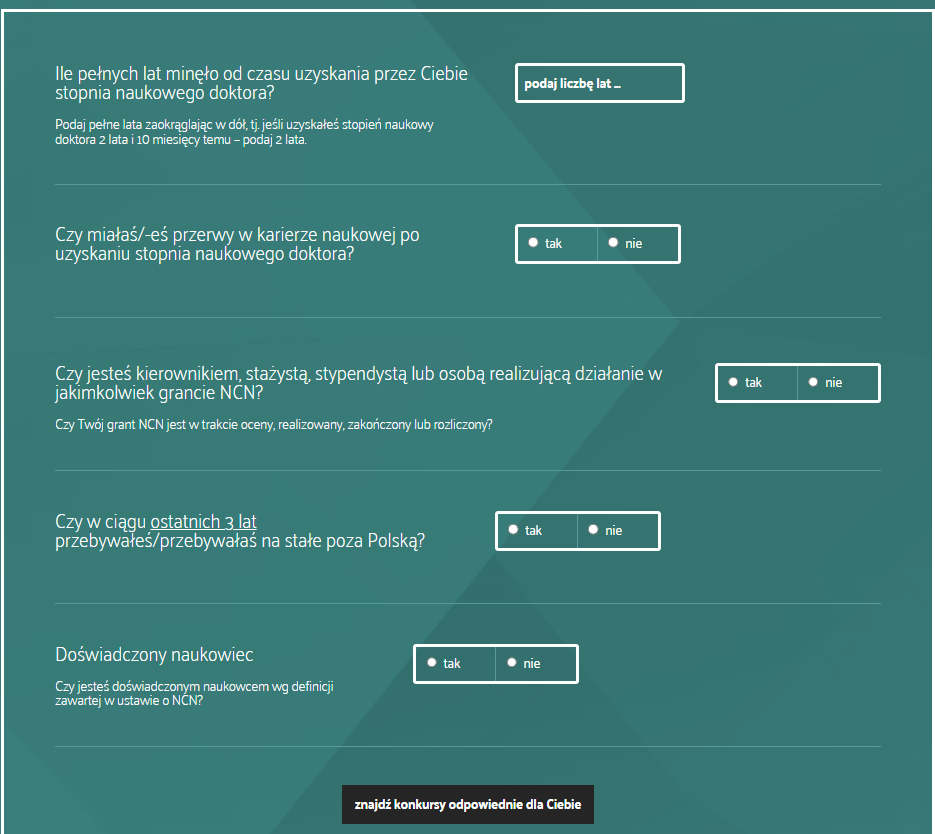 Ile pełnych lat minęło od czasu uzyskania przez Ciebie
stopnia naukowego doktora?
podaj liczbę lat ...
Podaj pełne lata zaokrąglając w dół, tj. jeśli uzyskałeś stopień naukowy
doktora 2 lata i 10 miesięcy temu – podaj 2 lata.
Czy miałaś/-eś przerwy w karierze naukowej po
uzyskaniu stopnia naukowego doktora?
tak nie
Czy jesteś kierownikiem, stażystą, stypendystą lub osobą realizującą działanie w
jakimkolwiek grancie NCN?
tak nie
Czy Twój grant NCN jest w trakcie oceny, realizowany, zakończony lub rozliczony?
Czy w ciągu ostatnich 3 lat
przebywałeś/przebywałaś na stałe poza Polską?
tak nie
Doświadczony naukowiec
tak nie
Czy jesteś doświadczonym naukowcem wg definicji
zawartej w ustawie o NCN?
znajdź konkursy odpowiednie dla Ciebie